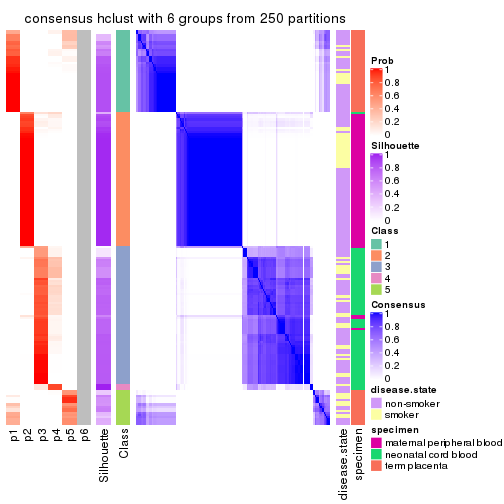 consensus hclust with 6 groups from 250 partitions
Prob
1
0.8
0.6
0.4
0.2
0
Silhouette
1
0.8
0.6
0.4
0.2
0
Class
1
2
3
4
5
Consensus
1
0.8
0.6
0.4
0.2
0
disease.state
non-smoker
smoker
specimen
maternal peripheral blood
neonatal cord blood
term placenta
p1
p2
p3
p4
p5
p6
Silhouette
Class
disease.state
specimen